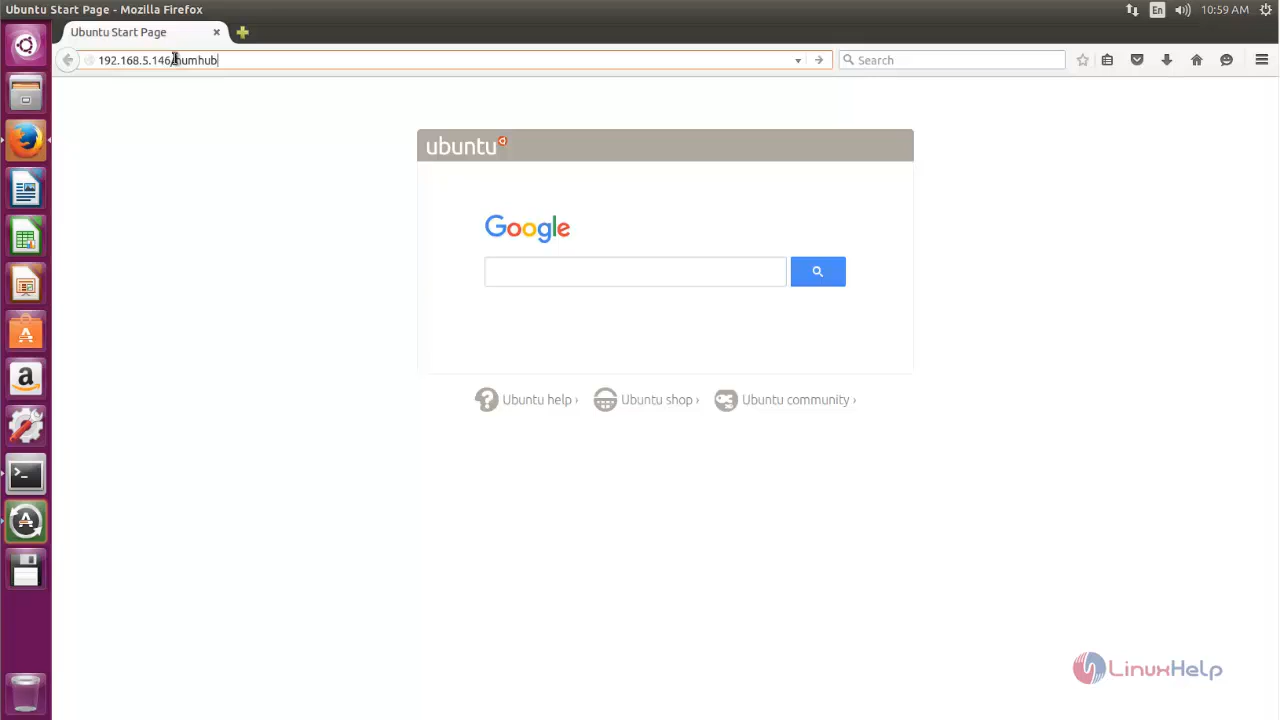 Ubuntu Start Page - Mozilla Firefox
En
10:59 AM
Ubuntu Start Page
192.168.5.146/humhub
Search
ubuntu
Google
Ubuntu help ›
Ubuntu shop ›
Ubuntu community ›
LinuxHelp